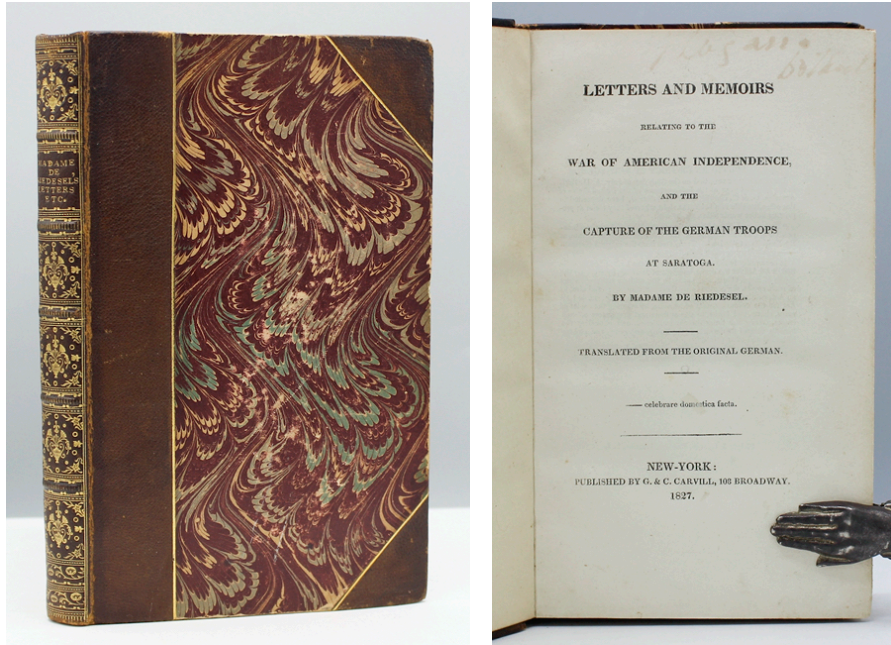 MADAME
DE
RIEDESELS
LETTERS
ETC.
LETTERS AND MEMOIRS
RELATING TO THE
WAR OF AMERICAN INDEPENDENCE,
AND THE
CAPTURE OF THE GERMAN TROOPS
AT SARATOGA.
BY MADAME DE RIEDESEL.
TRANSLATED FROM THE ORIGINAL GERMAN.
—— celebrare domestica facta.
NEW-YORK:
PUBLISHED BY G. & C. CARVILL, 108 BROADWAY.
1827.